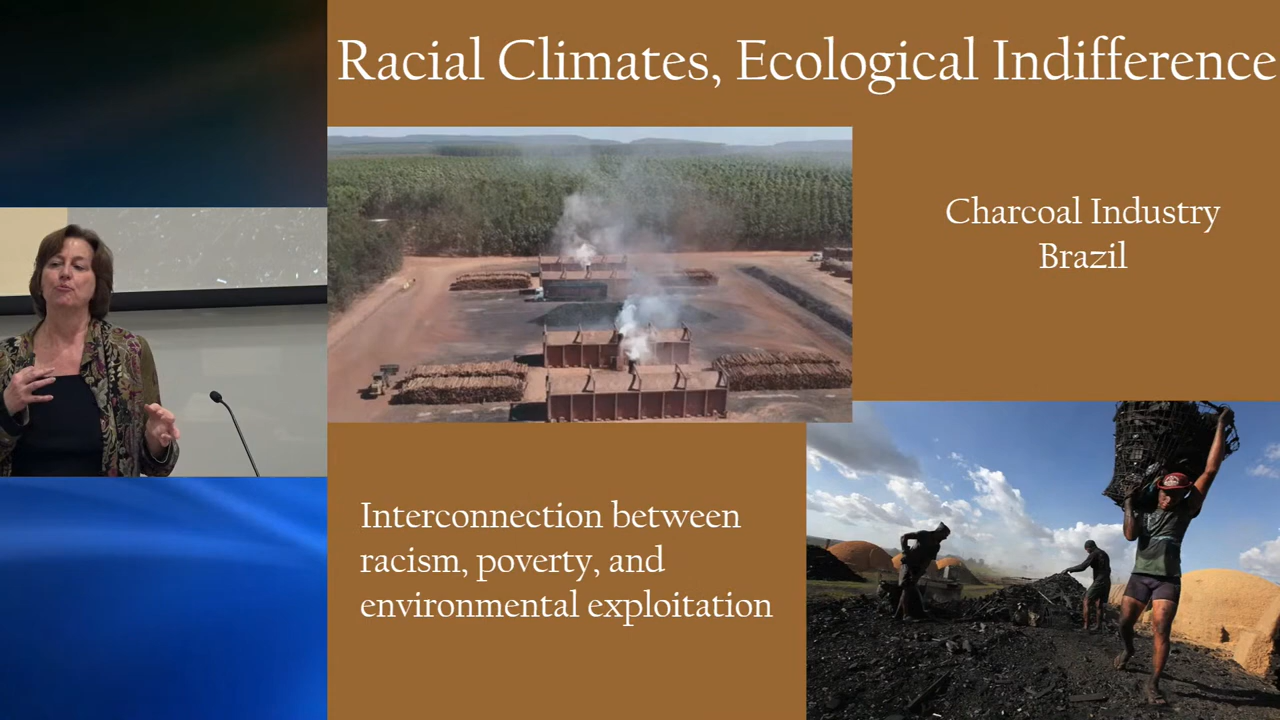 Racial Climates, Ecological Indifference
Charcoal Industry
Brazil
Interconnection between
racism, poverty, and
environmental exploitation